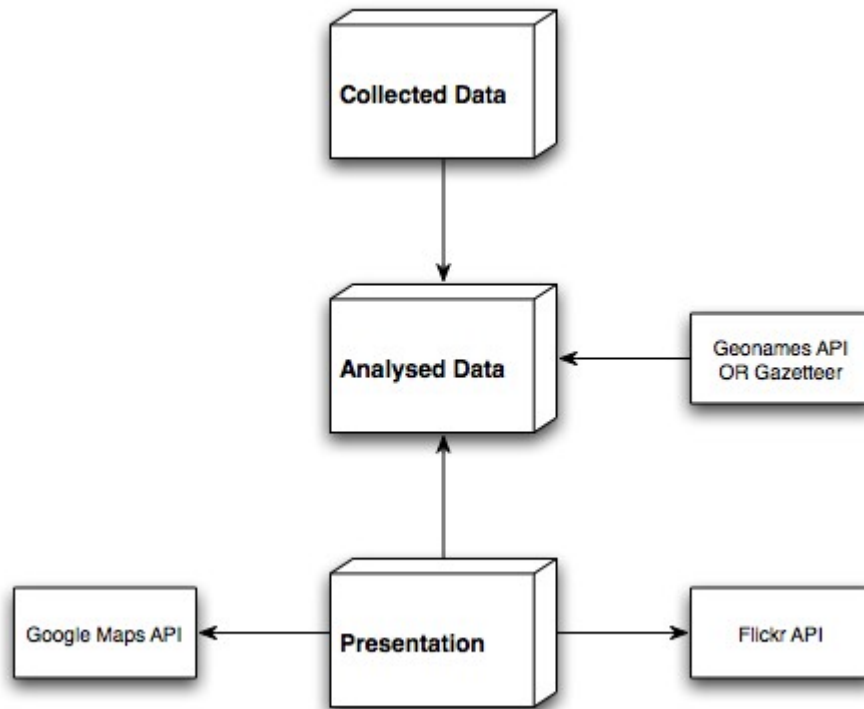 Collected Data
Analysed Data
Geonames API
OR Gazetteer
Google Maps API
Presentation
Flickr API